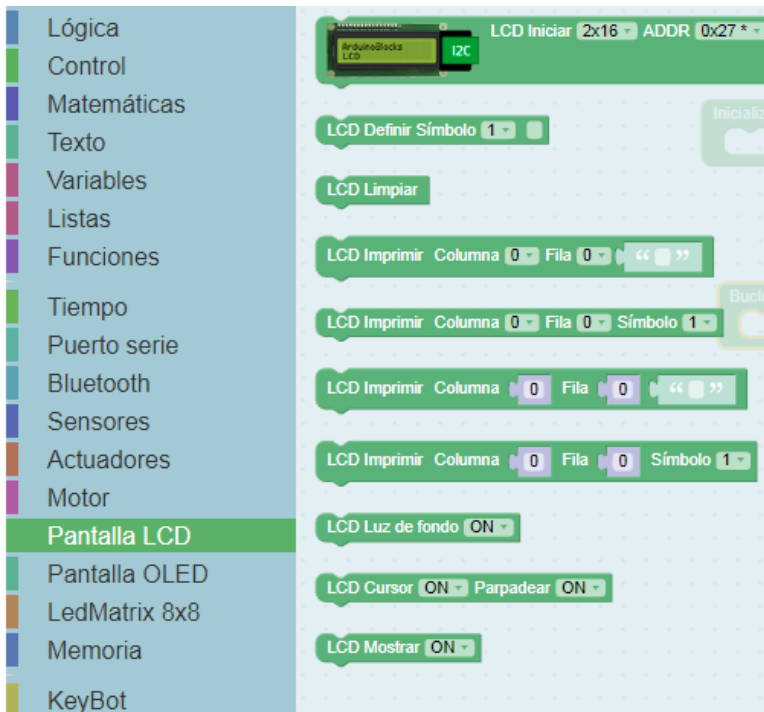 Lógica
Control
Matemáticas
Texto
Variables
Listas
Funciones
Tiempo
Puerto serie
Bluetooth
Sensores
Actuadores
Motor
Pantalla LCD
Pantalla OLED
LedMatrix 8x8
Memoria
KeyBot
ArduinoBlocks
LCD
I2C
LCD Iniciar 2x16 ADDR 0x27 *
Inicializ
LCD Definir Símbolo 1
LCD Limpiar
LCD Imprimir Columna 0 Fila 0 “ ”
Bucle
LCD Imprimir Columna 0 Fila 0 Símbolo 1
LCD Imprimir Columna 0 Fila 0 “ ”
LCD Imprimir Columna 0 Fila 0 Símbolo 1
LCD Luz de fondo ON
LCD Cursor ON Parpadear ON
LCD Mostrar ON